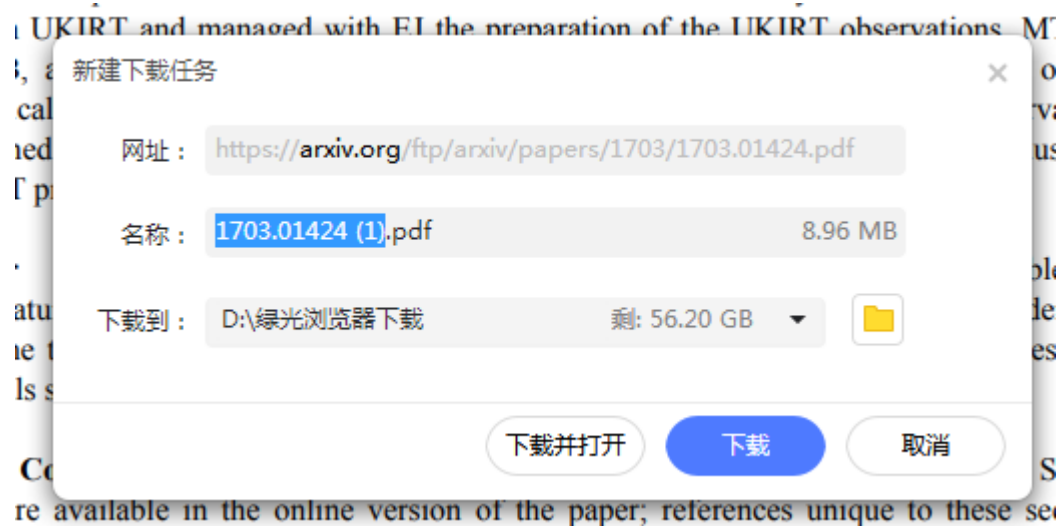 UKIRT and managed with EJ the preparation of the UKIRT observations. MT
新建下载任务
网址：
https://arxiv.org/ftp/arxiv/papers/1703/1703.01424.pdf
名称：
1703.01424 (1).pdf 8.96 MB
下载到：
D:\绿光浏览器下载 剩: 56.20 GB
下载并打开 下载 取消
re available in the online version of the paper; references unique to these se